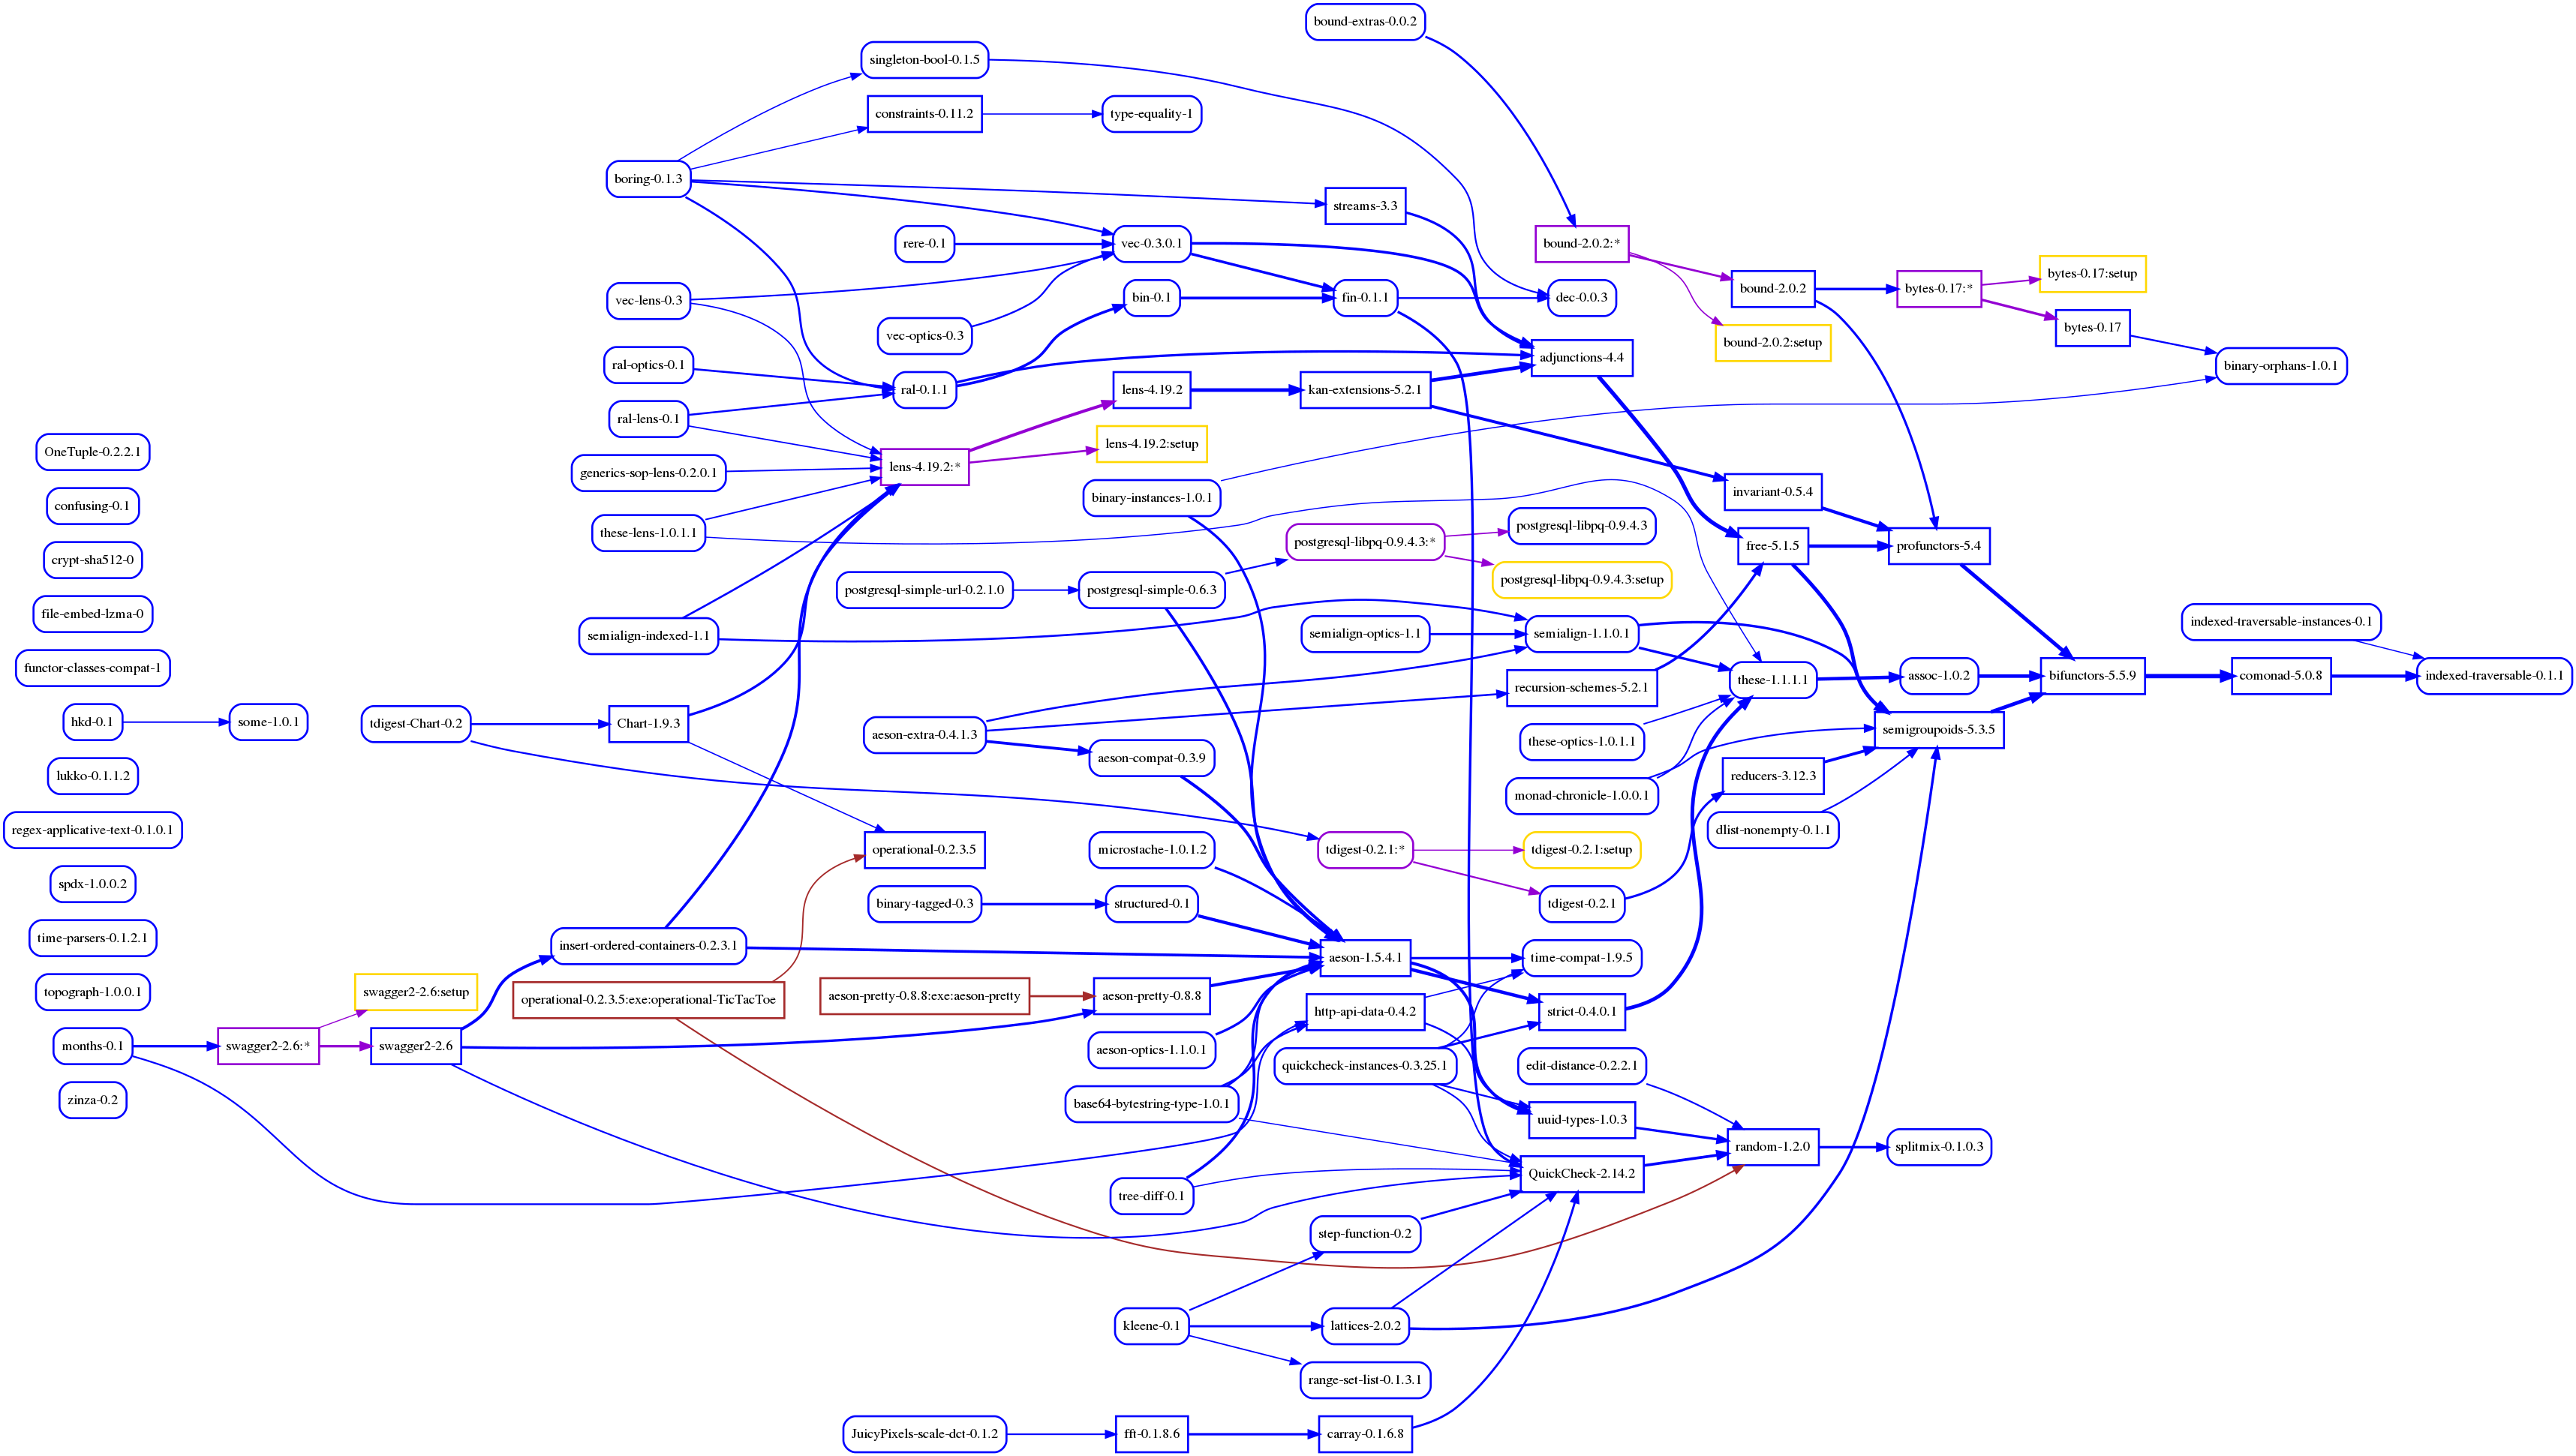 bound-extras-0.0.2
singleton-bool-0.1.5
constraints-0.11.2
type-equality-1
boring-0.1.3
streams-3.3
rere-0.1
vec-0.3.0.1
bound-2.0.2:*
bytes-0.17:setup
vec-lens-0.3
bin-0.1
fin-0.1.1
dec-0.0.3
bound-2.0.2
bytes-0.17:*
vec-optics-0.3
bound-2.0.2:setup
bytes-0.17
ral-optics-0.1
adjunctions-4.4
binary-orphans-1.0.1
ral-0.1.1
lens-4.19.2
kan-extensions-5.2.1
ral-lens-0.1
lens-4.19.2:setup
OneTuple-0.2.2.1
generics-sop-lens-0.2.0.1
lens-4.19.2:*
confusing-0.1
binary-instances-1.0.1
invariant-0.5.4
these-lens-1.0.1.1
postgresql-libpq-0.9.4.3:*
postgresql-libpq-0.9.4.3
free-5.1.5
profunctors-5.4
crypt-sha512-0
postgresql-simple-url-0.2.1.0
postgresql-simple-0.6.3
postgresql-libpq-0.9.4.3:setup
file-embed-lzma-0
semialign-indexed-1.1
semialign-optics-1.1
semialign-1.1.0.1
indexed-traversable-instances-0.1
functor-classes-compat-1
recursion-schemes-5.2.1
these-1.1.1.1
assoc-1.0.2
bifunctors-5.5.9
comonad-5.0.8
indexed-traversable-0.1.1
hkd-0.1
some-1.0.1
tdigest-Chart-0.2
Chart-1.9.3
aeson-extra-0.4.1.3
these-optics-1.0.1.1
semigroupoids-5.3.5
aeson-compat-0.3.9
lukko-0.1.1.2
monad-chronicle-1.0.0.1
reducers-3.12.3
regex-applicative-text-0.1.0.1
operational-0.2.3.5
microstache-1.0.1.2
tdigest-0.2.1:*
tdigest-0.2.1:setup
dlist-nonempty-0.1.1
spdx-1.0.0.2
binary-tagged-0.3
structured-0.1
tdigest-0.2.1
time-parsers-0.1.2.1
insert-ordered-containers-0.2.3.1
aeson-1.5.4.1
time-compat-1.9.5
topograph-1.0.0.1
swagger2-2.6:setup
operational-0.2.3.5:exe:operational-TicTacToe
aeson-pretty-0.8.8:exe:aeson-pretty
aeson-pretty-0.8.8
http-api-data-0.4.2
strict-0.4.0.1
months-0.1
swagger2-2.6:*
swagger2-2.6
aeson-optics-1.1.0.1
quickcheck-instances-0.3.25.1
edit-distance-0.2.2.1
zinza-0.2
base64-bytestring-type-1.0.1
uuid-types-1.0.3
random-1.2.0
splitmix-0.1.0.3
tree-diff-0.1
QuickCheck-2.14.2
step-function-0.2
kleene-0.1
lattices-2.0.2
range-set-list-0.1.3.1
JuicyPixels-scale-dct-0.1.2
fft-0.1.8.6
carray-0.1.6.8